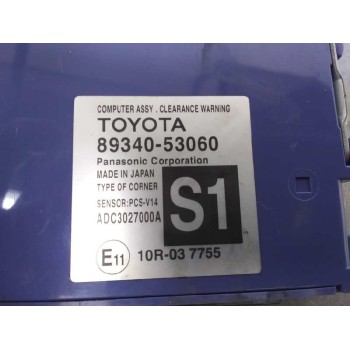 COMPUTER ASSY . CLEARANCE WARNING
TOYOTA
89340-53060
Panasonic Corporation
MADE IN JAPAN
TYPE OF CORNER
SENSOR:PCS-V14
ADC3027000A
S1
E11 10R-03 7755